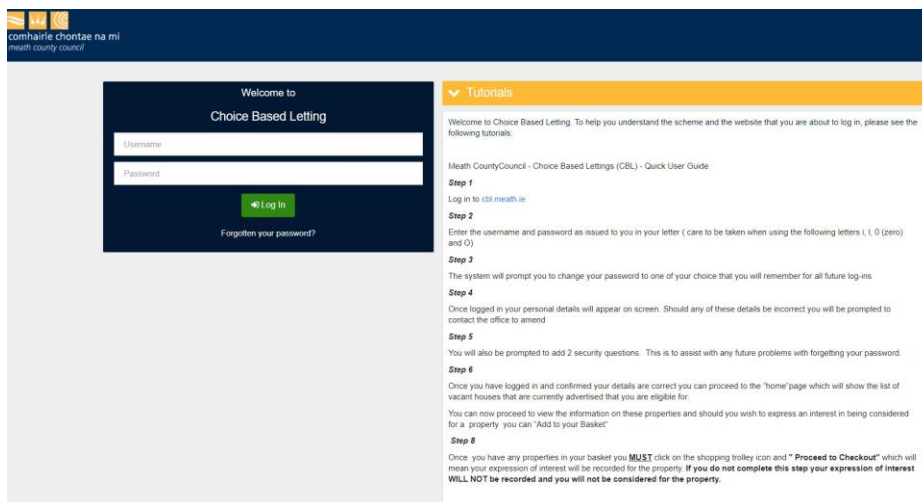 comhairle chontae na mí
meath county council
Welcome to
Choice Based Letting
Username
Password
Log In
Forgotten your password?
Tutorials
Welcome to Choice Based Letting. To help you understand the scheme and the website that you are about to log in, please see the
following tutorials:
Meath CountyCouncil - Choice Based Lettings (CBL) - Quick User Guide
Step 1
Log in to cbl.meath.ie
Step 2
Enter the username and password as issued to you in your letter ( care to be taken when using the following letters i, l, 0 (zero)
and O)
Step 3
The system will prompt you to change your password to one of your choice that you will remember for all future log-ins
Step 4
Once logged in your personal details will appear on screen. Should any of these details be incorrect you will be prompted to
contact the office to amend
Step 5
You will also be prompted to add 2 security questions. This is to assist with any future problems with forgetting your password.
Step 6
Once you have logged in and confirmed your details are correct you can proceed to the "home"page which will show the list of
vacant houses that are currently advertised that you are eligible for.
You can now proceed to view the information on these properties and should you wish to express an interest in being considered
for a property you can "Add to your Basket"
Step 8
Once you have any properties in your basket you MUST click on the shopping trolley icon and " Proceed to Checkout" which will
mean your expression of interest will be recorded for the property. If you do not complete this step your expression of interest
WILL NOT be recorded and you will not be considered for the property.